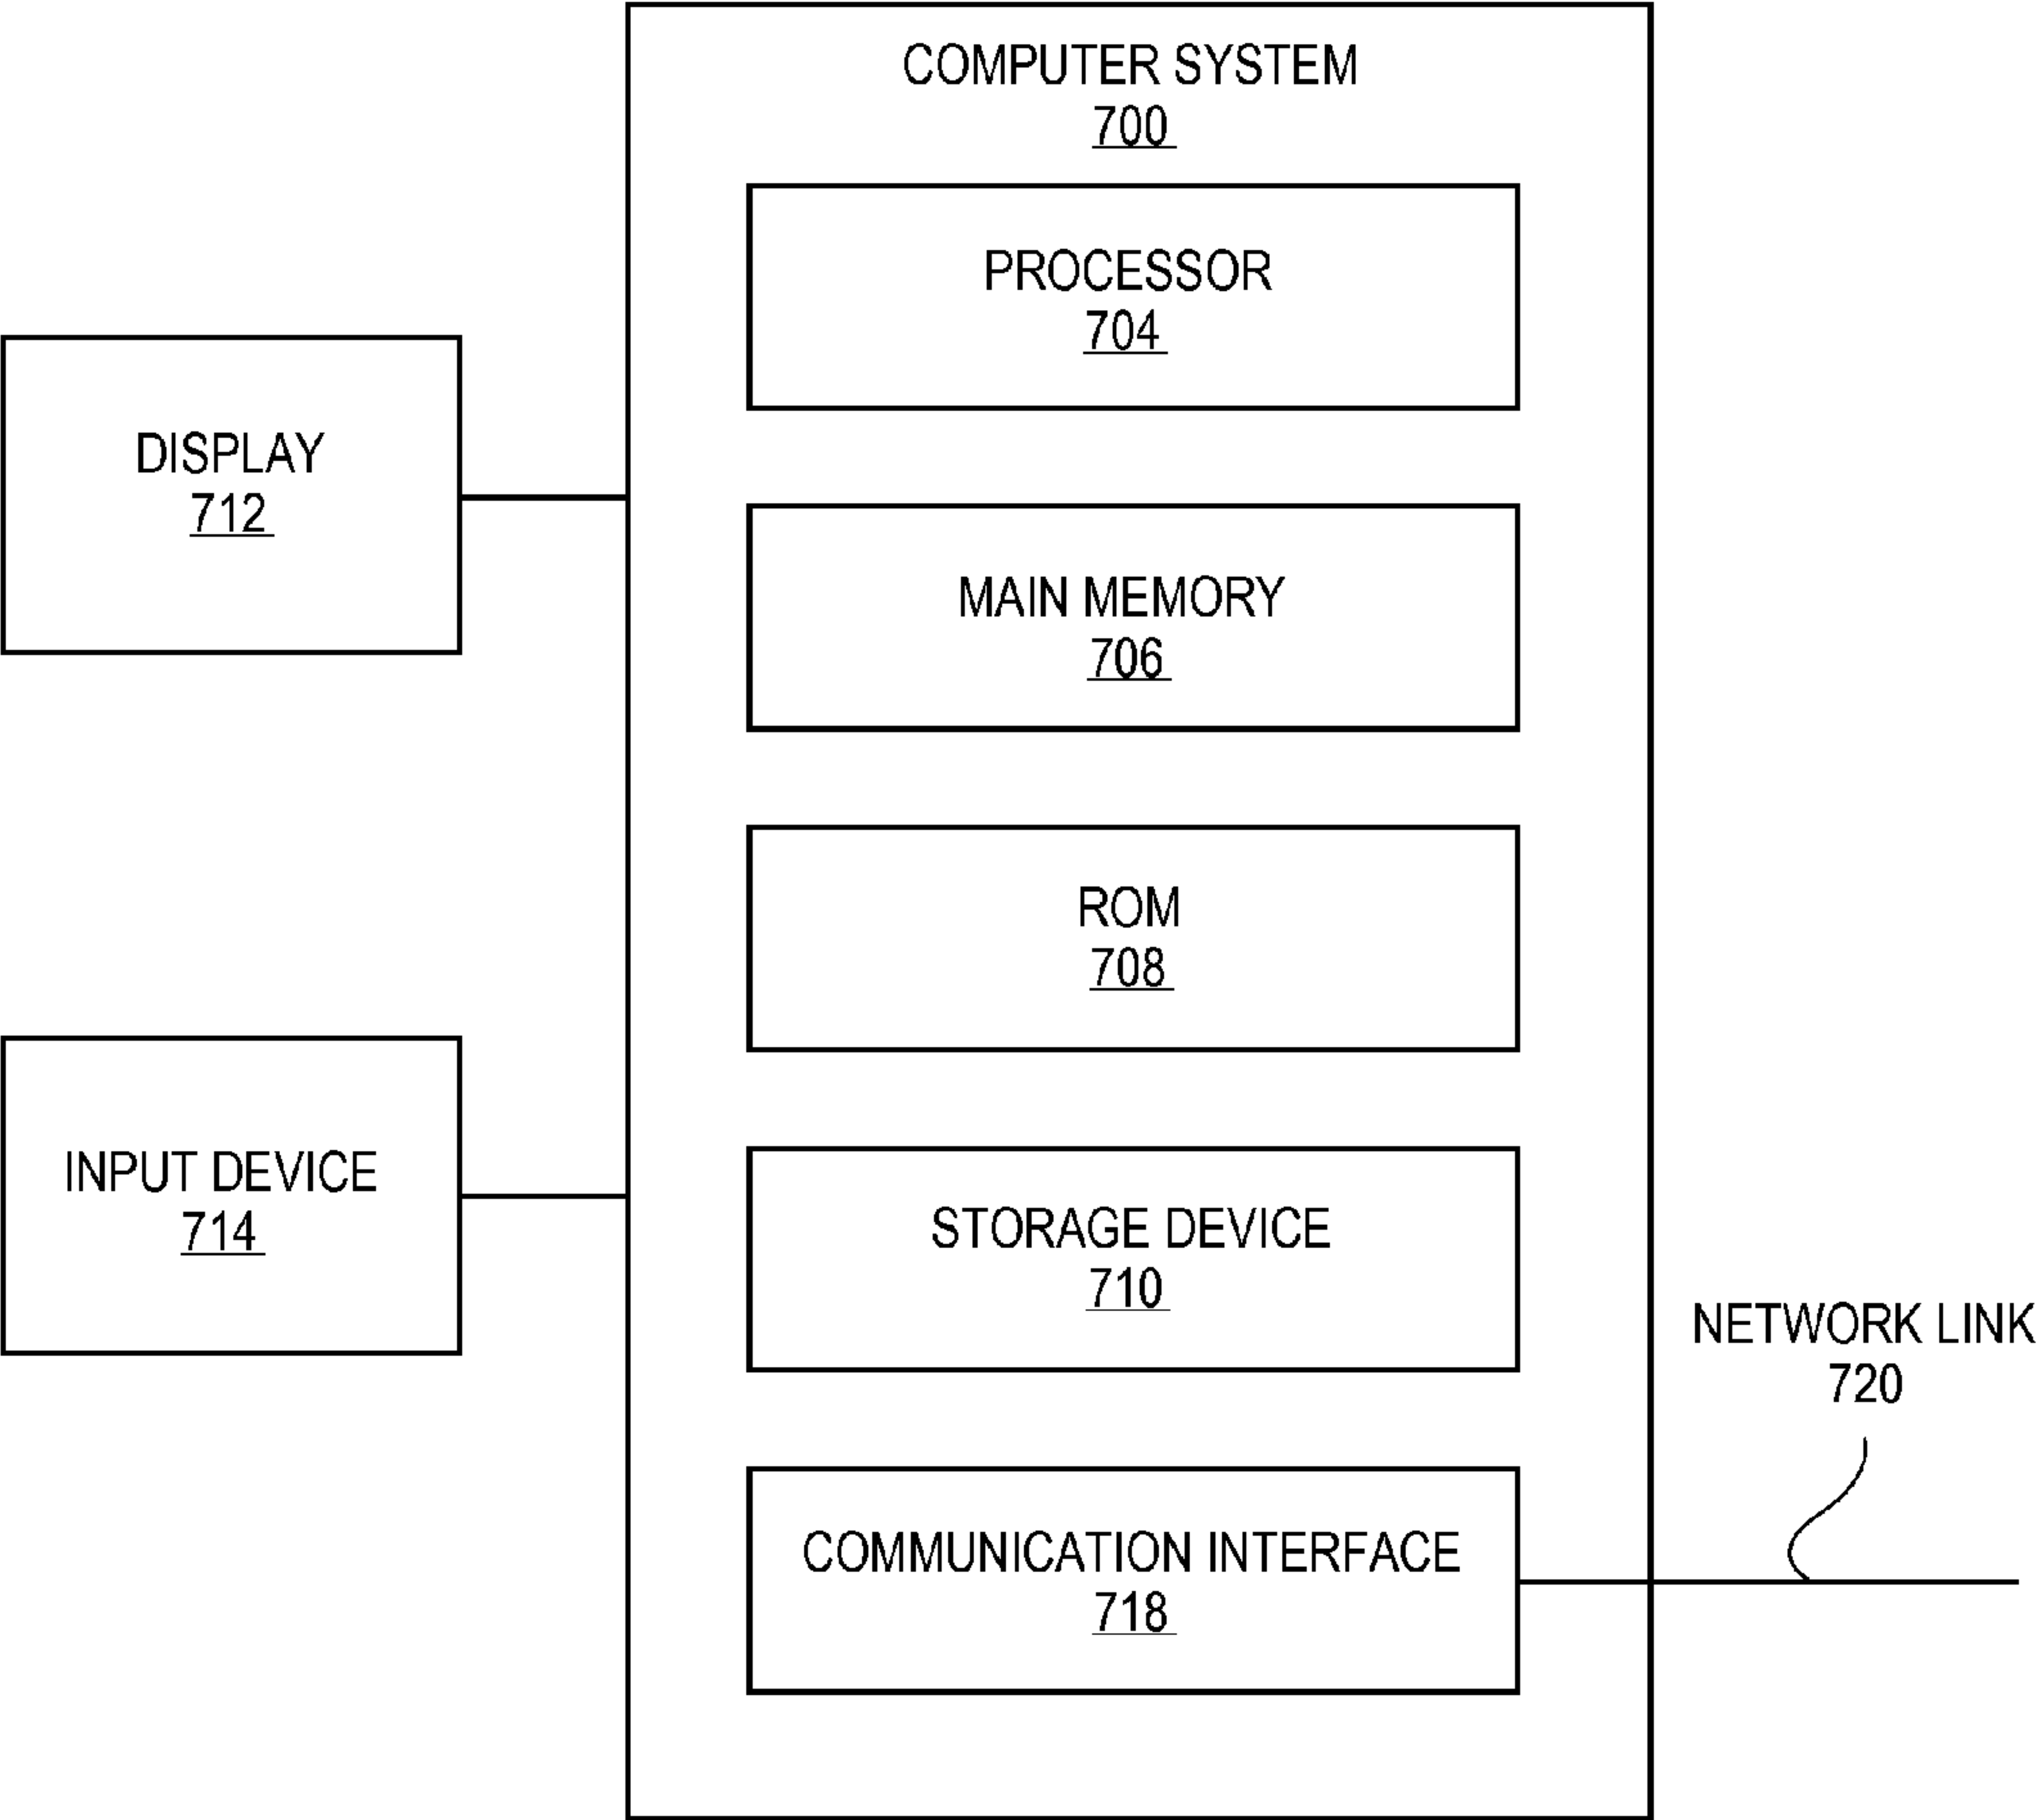 COMPUTER SYSTEM
700
PROCESSOR
704
DISPLAY
712
MAIN MEMORY
706
ROM
708
INPUT DEVICE
714
STORAGE DEVICE
710
NETWORK LINK
720
COMMUNICATION INTERFACE
718